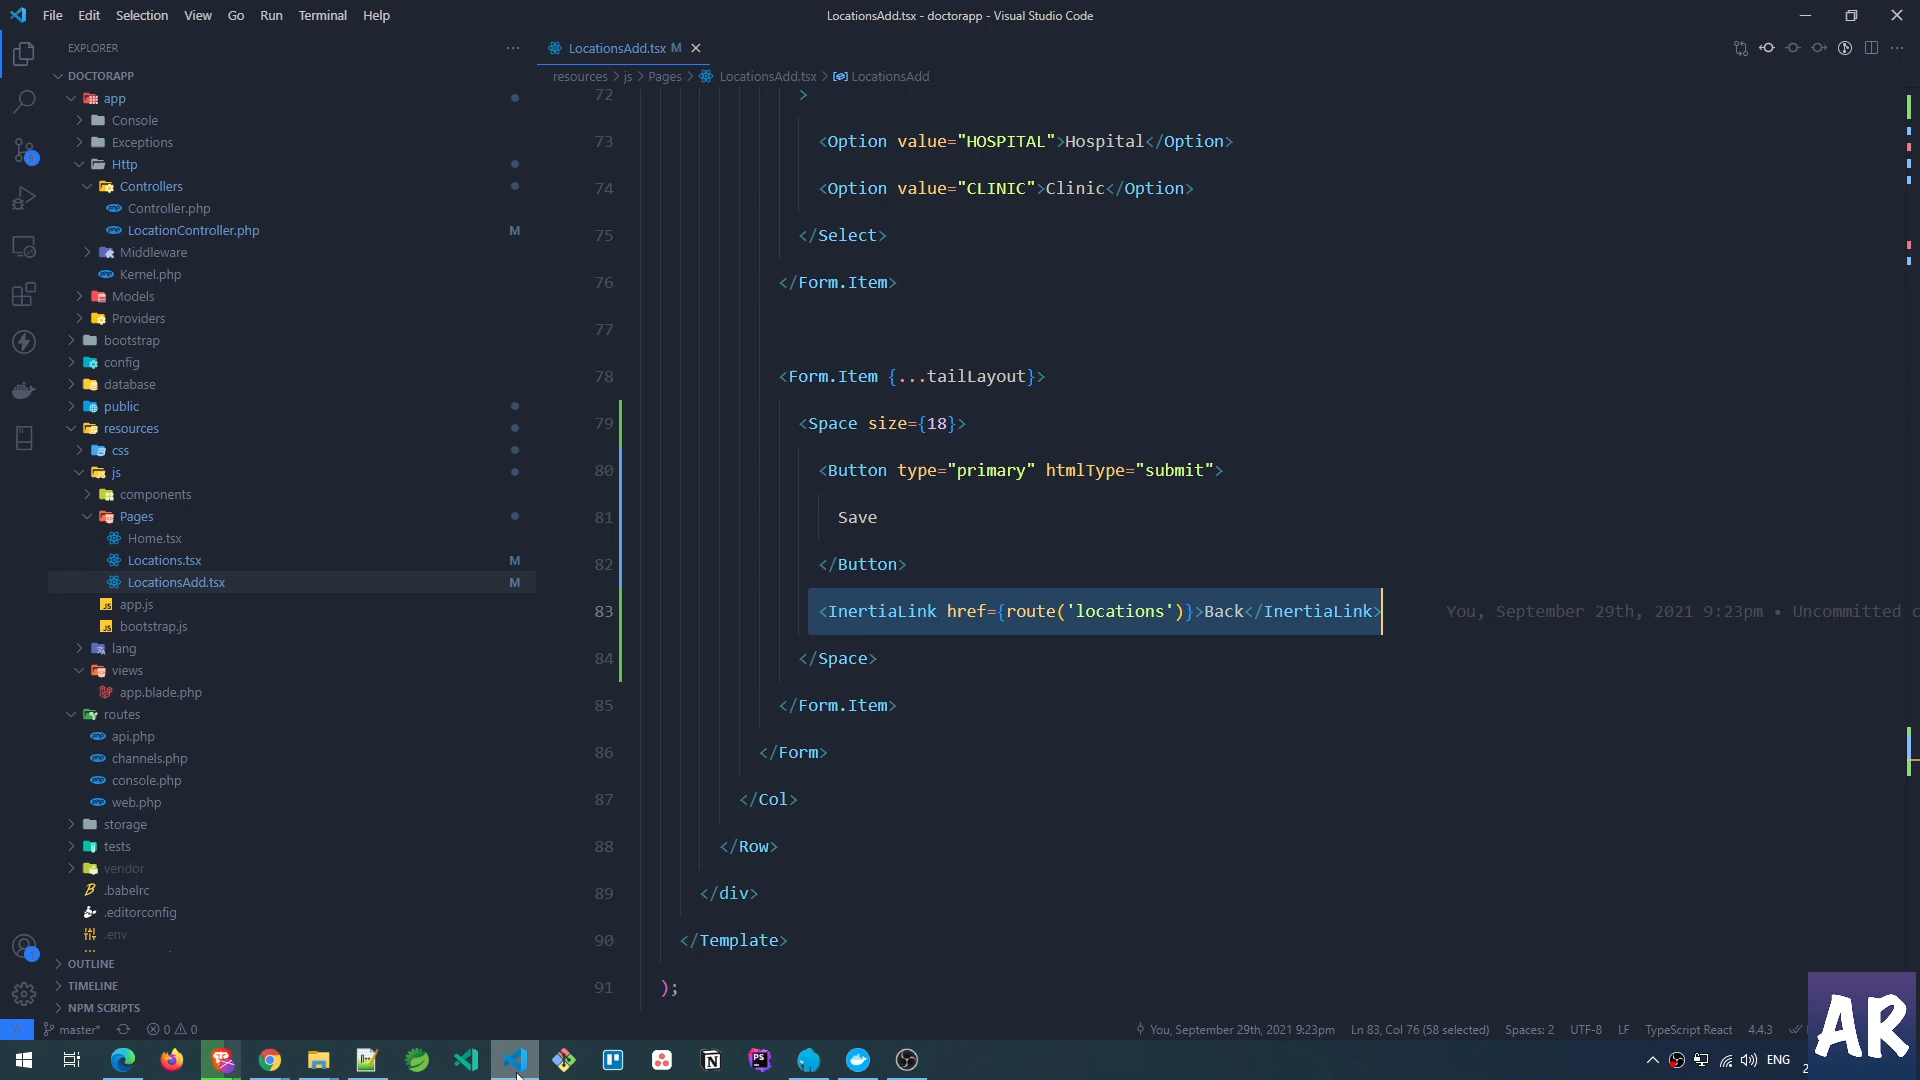 File Edit Selection View Go Run Terminal Help
LocationsAdd.tsx - doctorapp - Visual Studio Code
EXPLORER
DOCTORAPP
app
Console
Exceptions
Http
Controllers
Controller.php
LocationController.php M
Middleware
Kernel.php
Models
Providers
bootstrap
config
database
public
resources
css
js
components
Pages
Home.tsx
Locations.tsx M
LocationsAdd.tsx M
app.js
bootstrap.js
lang
views
app.blade.php
routes
api.php
channels.php
console.php
web.php
storage
tests
vendor
.babelrc
.editorconfig
.env
OUTLINE
TIMELINE
NPM SCRIPTS
LocationsAdd.tsx M
resources > js > Pages > LocationsAdd.tsx > LocationsAdd
72 >
73 <Option value="HOSPITAL">Hospital</Option>
74 <Option value="CLINIC">Clinic</Option>
75 </Select>
76 </Form.Item>
77
78 <Form.Item {...tailLayout}>
79 <Space size={18}>
80 <Button type="primary" htmlType="submit">
81 Save
82 </Button>
83 <InertiaLink href={route('locations')}>Back</InertiaLink> You, September 29th, 2021 9:23pm • Uncommitted c
84 </Space>
85 </Form.Item>
86 </Form>
87 </Col>
88 </Row>
89 </div>
90 </Template>
91 );
master* 0 0
You, September 29th, 2021 9:23pm Ln 83, Col 76 (58 selected) Spaces: 2 UTF-8 LF TypeScript React 4.4.3
ENG
AR